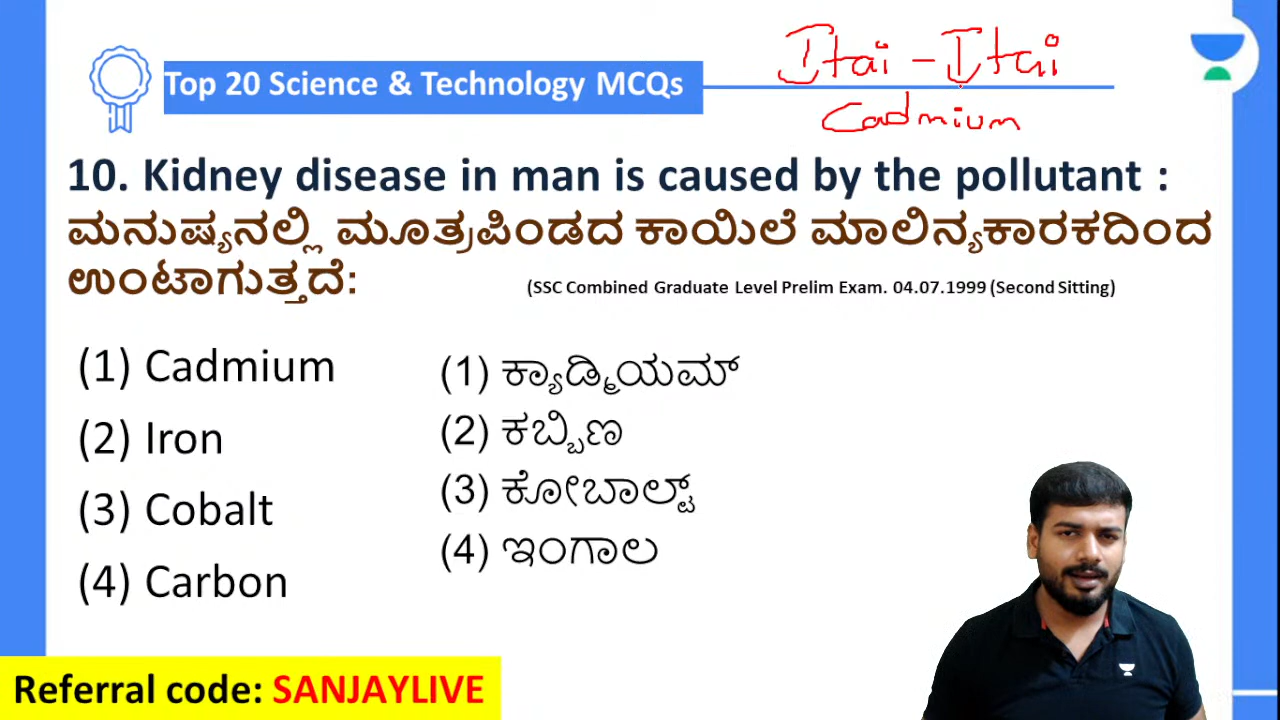 Itai - Itai
Top 20 Science & Technology MCQs
Cadmium
10. Kidney disease in man is caused by the pollutant :
ಮನುಷ್ಯನಲ್ಲಿ ಮೂತ್ರಪಿಂಡದ ಕಾಯಿಲೆ ಮಾಲಿನ್ಯಕಾರಕದಿಂದ
ಉಂಟಾಗುತ್ತದೆ:
(SSC Combined Graduate Level Prelim Exam. 04.07.1999 (Second Sitting)
(1) Cadmium
(2) Iron
(3) Cobalt
(4) Carbon
(1) ಕ್ಯಾಡ್ಮಿಯಮ್
(2) ಕಬ್ಬಿಣ
(3) ಕೋಬಾಲ್ಟ್
(4) ಇಂಗಾಲ
Referral code: SANJAYLIVE